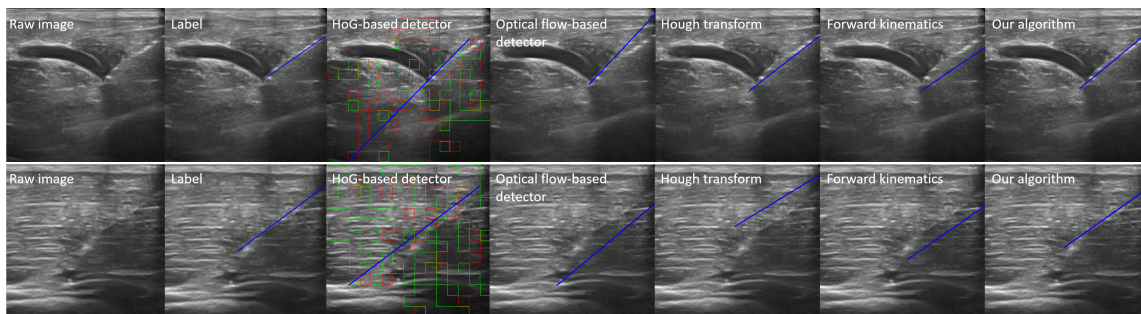 Raw image
Label
HoG-based detector
Optical flow-based
detector
Hough transform
Forward kinematics
Our algorithm
Raw image
Label
HoG-based detector
Optical flow-based
detector
Hough transform
Forward kinematics
Our algorithm